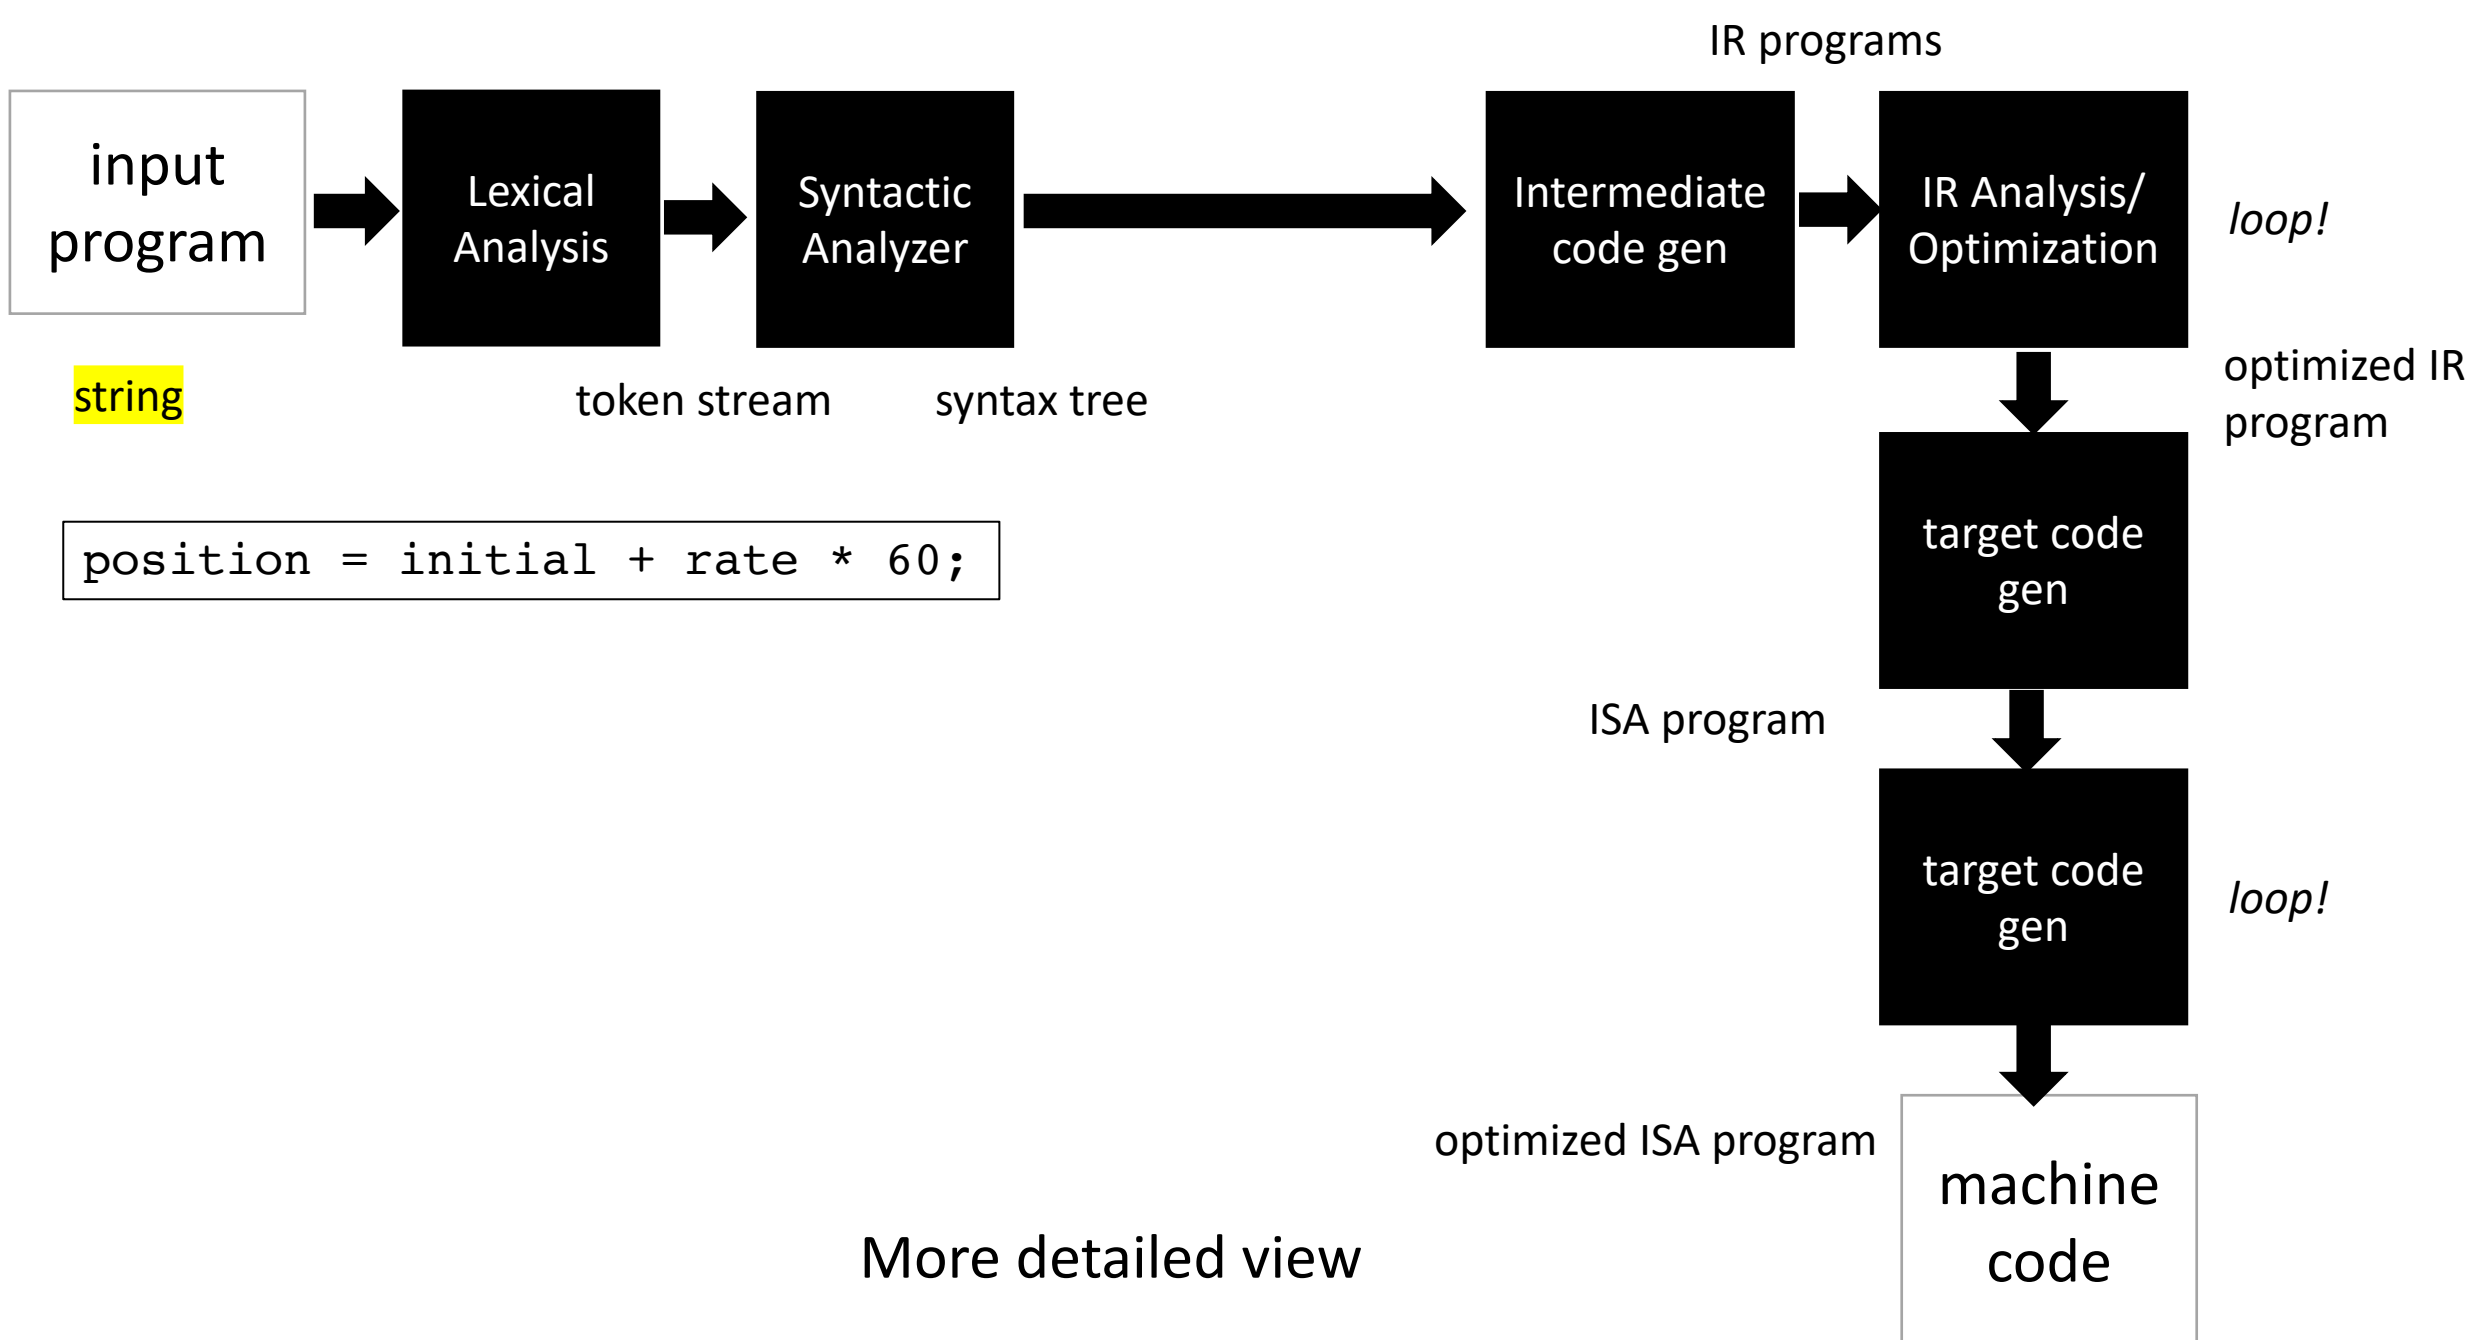 IR programs
input
program
Lexical
Analysis
Syntactic
Analyzer
Intermediate
code gen
IR Analysis/
Optimization
loop!
string
token stream
syntax tree
optimized IR
program
position = initial + rate * 60;
target code
gen
ISA program
target code
gen
loop!
optimized ISA program
machine
code
More detailed view